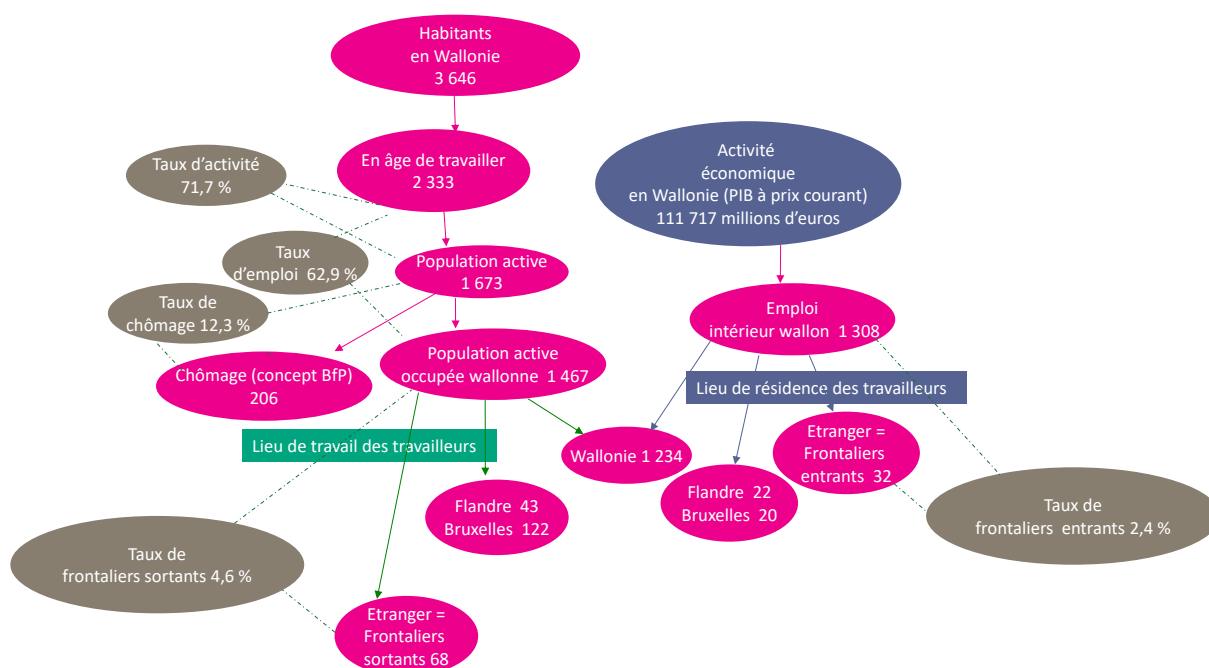 Habitants
en Wallonie
3 646
En âge de travailler
2 333
Taux d'activité
71,7 %
Activité
économique
en Wallonie (PIB à prix courant)
111 717 millions d'euros
Taux
d'emploi 62,9 %
Population active
1 673
Taux de
chômage 12,3 %
Emploi
intérieur wallon 1 308
Chômage (concept BfP)
206
Population active
occupée wallonne 1 467
Lieu de résidence des travailleurs
Lieu de travail des travailleurs
Wallonie 1 234
Etranger =
Frontaliers
entrants 32
Flandre 43
Bruxelles 122
Flandre 22
Bruxelles 20
Taux de
frontaliers entrants 2,4 %
Taux de
frontaliers sortants 4,6 %
Etranger =
Frontaliers
sortants 68